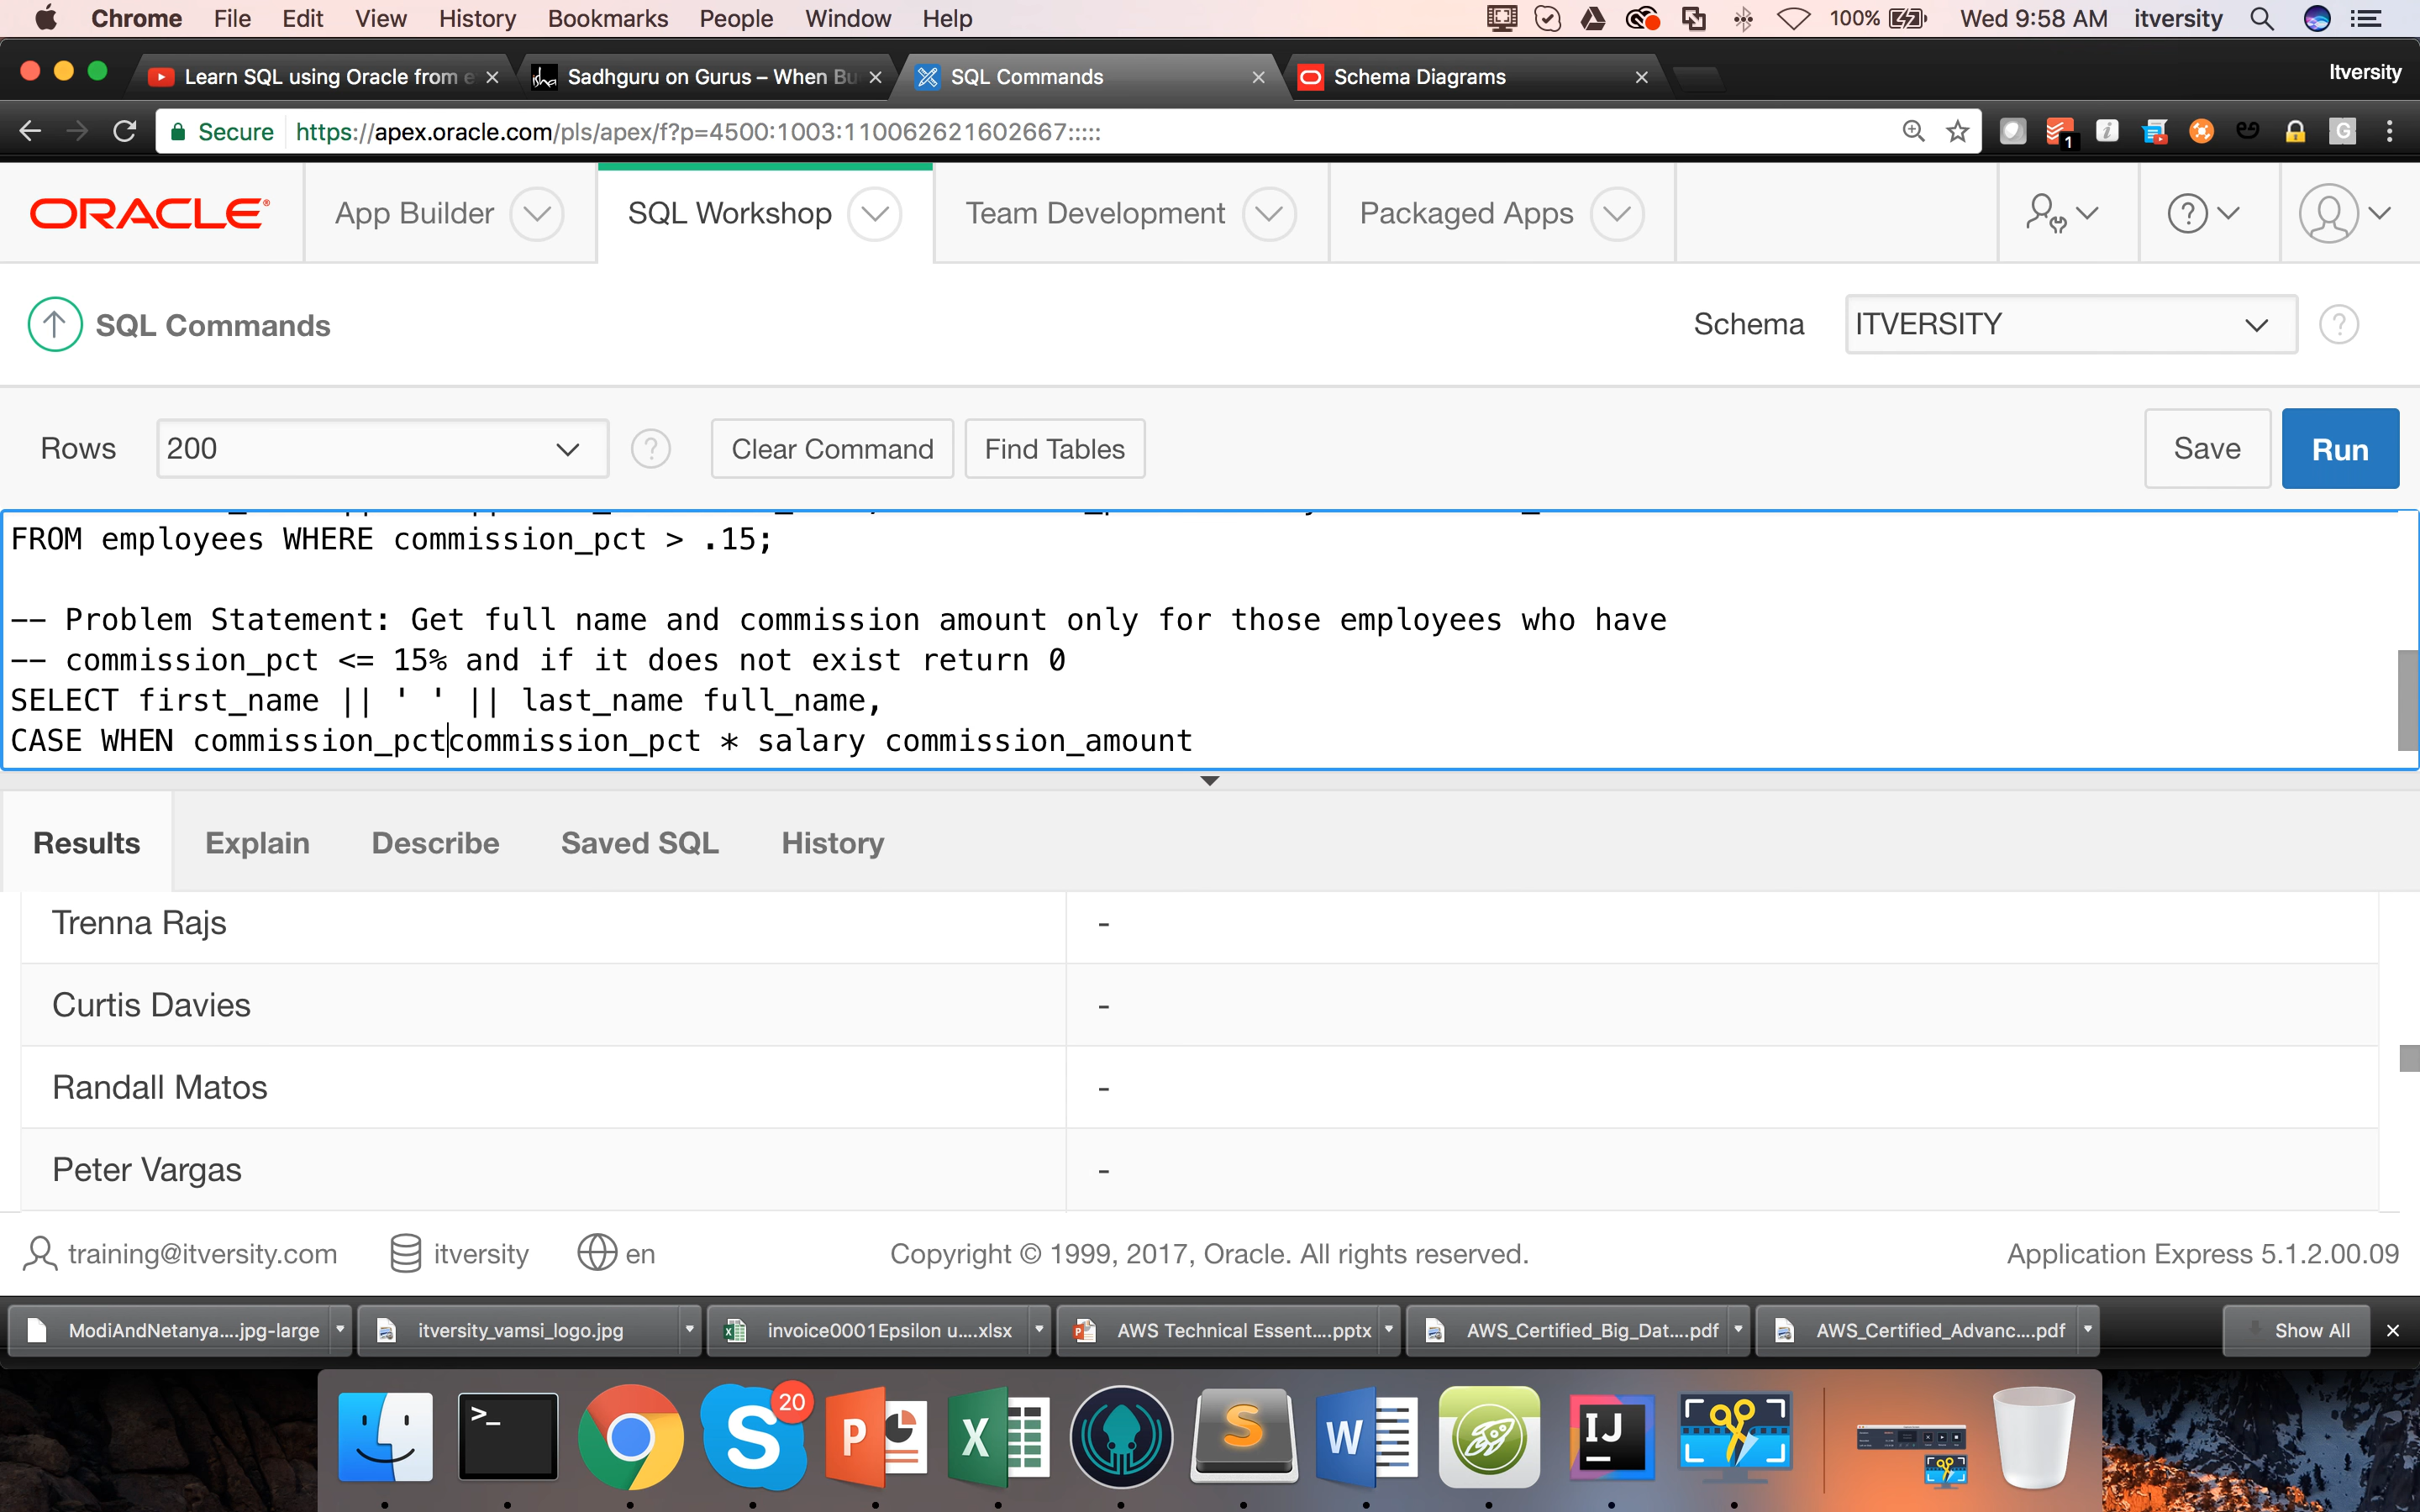 Chrome File Edit View History Bookmarks People Window Help 100% Wed 9:58 AM itversity
Learn SQL using Oracle from e Sadhguru on Gurus – When Bu SQL Commands Schema Diagrams Itversity
Secure https://apex.oracle.com/pls/apex/f?p=4500:1003:110062621602667::::: 1 G
ORACLE App Builder SQL Workshop Team Development Packaged Apps
SQL Commands Schema ITVERSITY
Rows 200 Clear Command Find Tables Save Run
FROM employees WHERE commission_pct > .15;
-- Problem Statement: Get full name and commission amount only for those employees who have
-- commission_pct <= 15% and if it does not exist return 0
SELECT first_name || ' ' || last_name full_name,
CASE WHEN commission_pctcommission_pct * salary commission_amount
Results Explain Describe Saved SQL History
Trenna Rajs -
Curtis Davies -
Randall Matos -
Peter Vargas -
training@itversity.com itversity en Copyright © 1999, 2017, Oracle. All rights reserved. Application Express 5.1.2.00.09
ModiAndNetanya....jpg-large itversity_vamsi_logo.jpg invoice0001Epsilon u....xlsx AWS Technical Essent....pptx AWS_Certified_Big_Dat....pdf AWS_Certified_Advanc....pdf Show All
>_ S 20 P X S W IJ